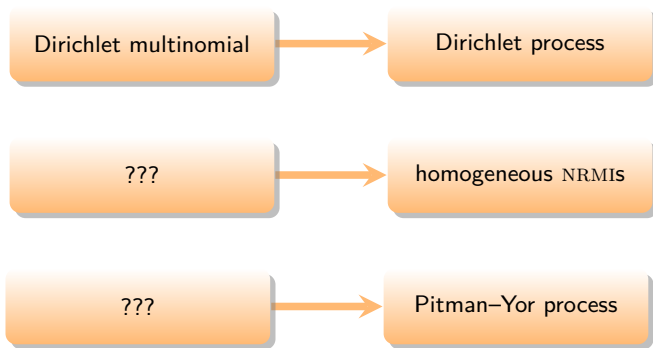 Dirichlet multinomial
Dirichlet process
???
homogeneous NRMIs
???
Pitman–Yor process